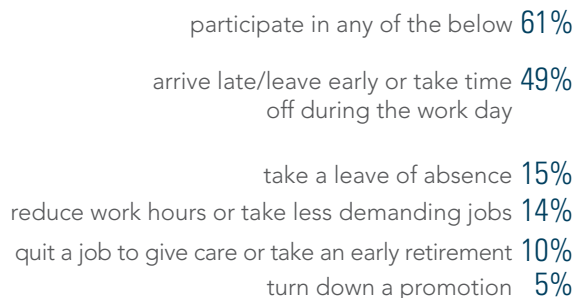 participate in any of the below 61%
arrive late/leave early or take time 49%
off during the work day
take a leave of absence 15%
reduce work hours or take less demanding jobs 14%
quit a job to give care or take an early retirement 10%
turn down a promotion 5%